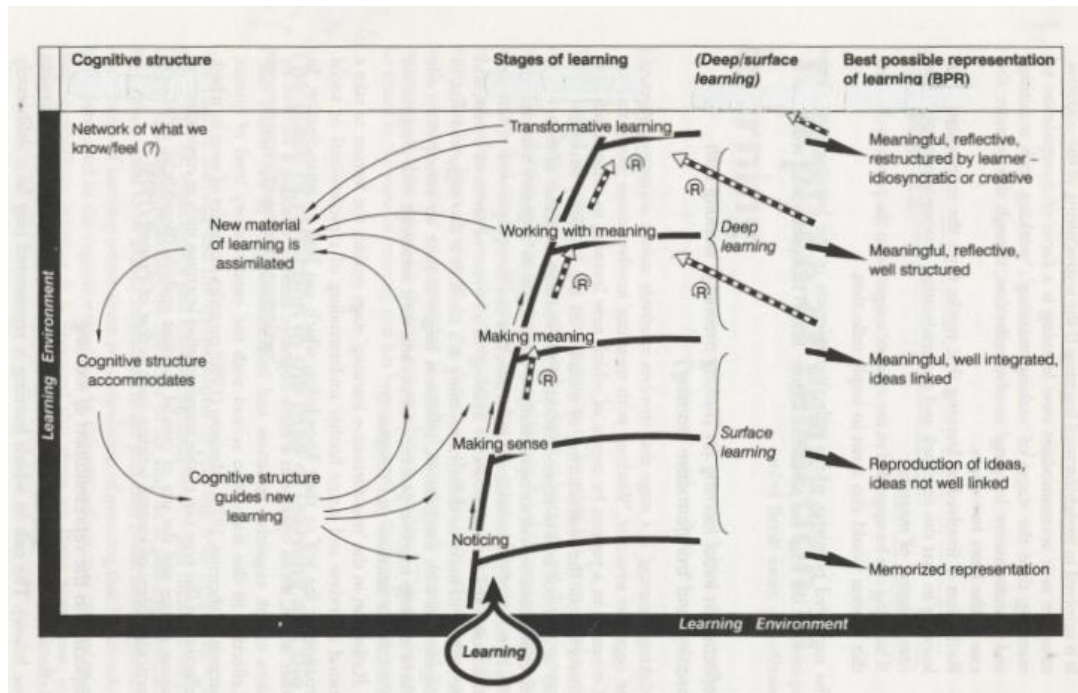 Cognitive structure
Stages of learning
(Deep/surface
learning)
Best possible representation
of learning (BPR)
Network of what we
know/feel (?)
New material
of learning is
assimilated
Cognitive structure
accommodates
Cognitive structure
guides new
learning
Transformative learning
Working with meaning
Making meaning
Making sense
Noticing
R
R
R
R
R
Deep
learning
Surface
learning
Meaningful, reflective,
restructured by learner –
idiosyncratic or creative
Meaningful, reflective,
well structured
Meaningful, well integrated,
ideas linked
Reproduction of ideas,
ideas not well linked
Memorized representation
Learning Environment
Learning Environment
Learning